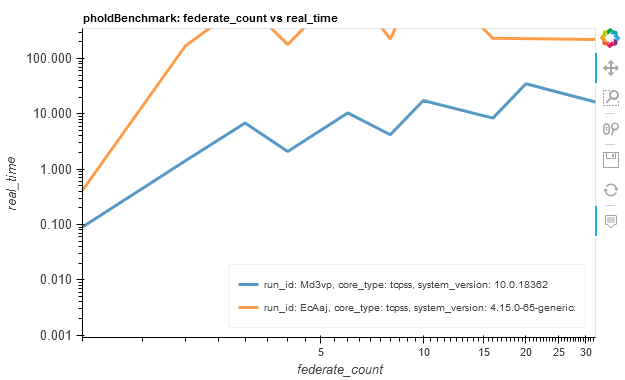 pholdBenchmark: federate_count vs real_time
100.000
10.000
1.000
0.100
0.010
0.001
real_time
run_id: Md3vp, core_type: tcpss, system_version: 10.0.18362
run_id: EcAaj, core_type: tcpss, system_version: 4.15.0-65-generic:
5
10
15
20
25
30
federate_count